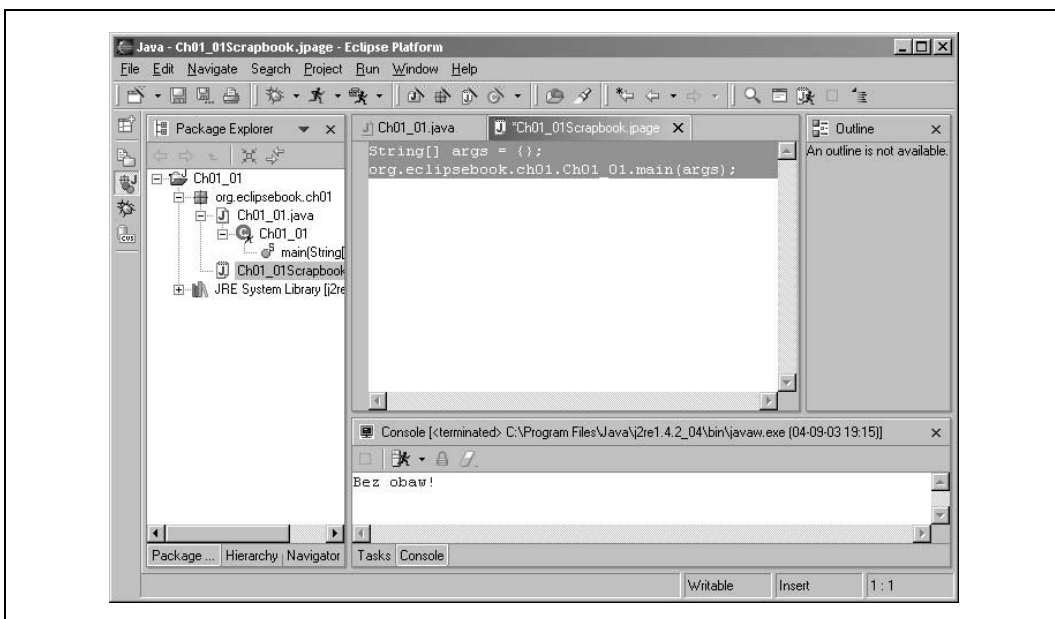 Java - Ch01_01Scrapbook.jpage - Eclipse Platform
File Edit Navigate Search Project Run Window Help
Package Explorer
Ch01_01
org.eclipsebook.ch01
Ch01_01.java
Ch01_01
main(String[
Ch01_01Scrapbook
JRE System Library [j2re
Package ... Hierarchy Navigator
Ch01_01.java *Ch01_01Scrapbook.jpage
String[] args = {};
org.eclipsebook.ch01.Ch01_01.main(args);
Outline
An outline is not available.
Console [<terminated> C:\Program Files\Java\j2re1.4.2_04\bin\javaw.exe (04-09-03 19:15)]
Bez obaw!
Tasks Console
Writable Insert 1 : 1